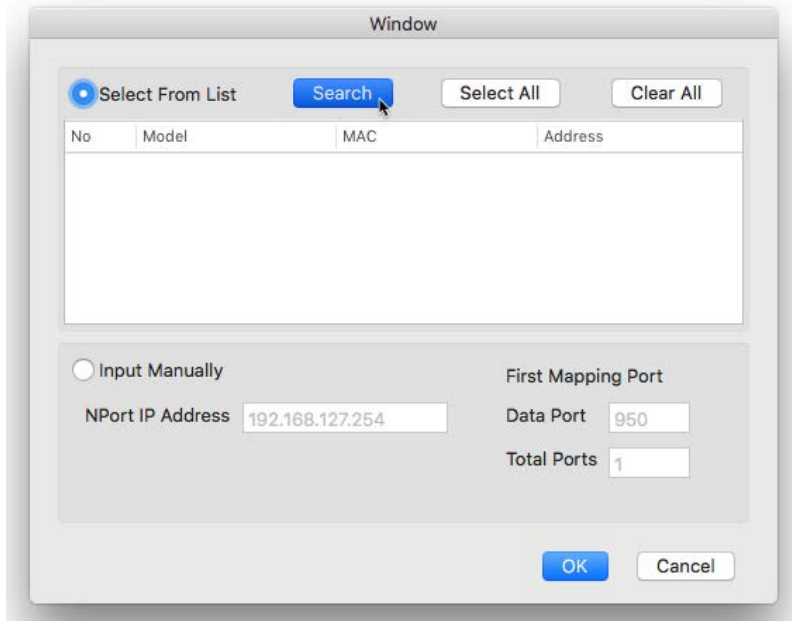 Window
Select From List Search Select All Clear All
No Model MAC Address
Input Manually
First Mapping Port
NPort IP Address 192.168.127.254 Data Port 950
Total Ports 1
OK Cancel